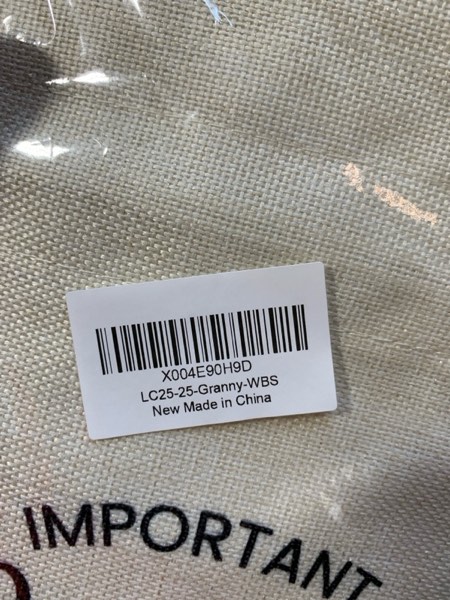 X004E90H9D
LC25-25-Granny-WBS
New Made in China
IMPORTANT